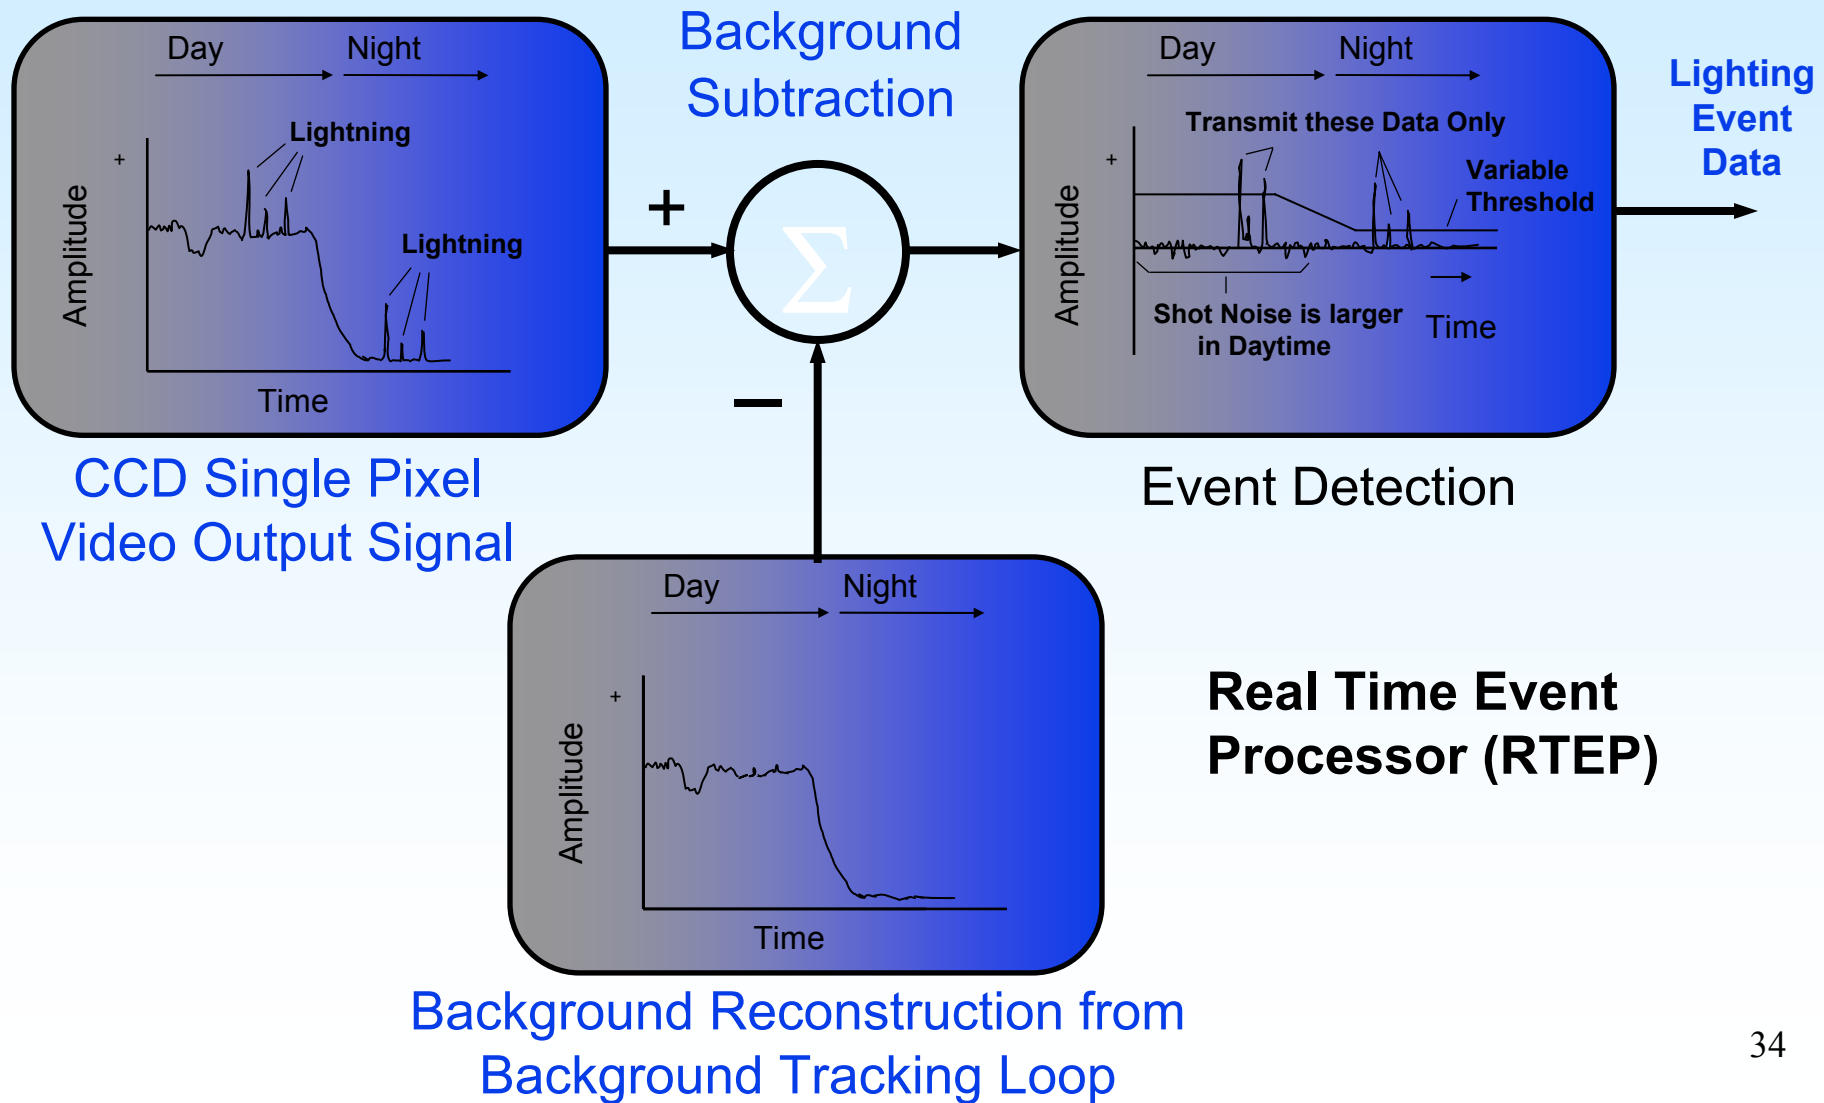 Day Night
Lightning
Lightning
+
Amplitude
Time
CCD Single Pixel
Video Output Signal
Background
Subtraction
+
Σ
−
Day Night
Transmit these Data Only
Variable
Threshold
+
Amplitude
Shot Noise is larger
in Daytime
Time
Event Detection
Lighting
Event
Data
Day Night
+
Amplitude
Time
Background Reconstruction from
Background Tracking Loop
Real Time Event
Processor (RTEP)
34